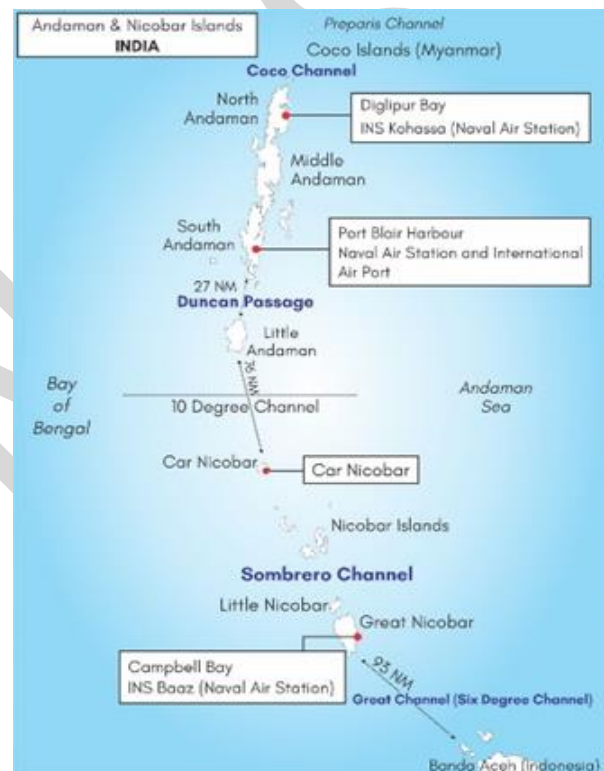 Andaman & Nicobar Islands
INDIA
Preparis Channel
Coco Islands (Myanmar)
Coco Channel
North
Andaman
Diglipur Bay
INS Kohassa (Naval Air Station)
Middle
Andaman
South
Andaman
Port Blair Harbour
Naval Air Station and International
Air Port
27 NM
Duncan Passage
Little
Andaman
76 NM
Bay
of
Bengal
Andaman
Sea
10 Degree Channel
Car Nicobar
Car Nicobar
Nicobar Islands
Sombrero Channel
Little Nicobar
Great Nicobar
Campbell Bay
INS Baaz (Naval Air Station)
93 NM
Great Channel (Six Degree Channel)
Banda Aceh (Indonesia)